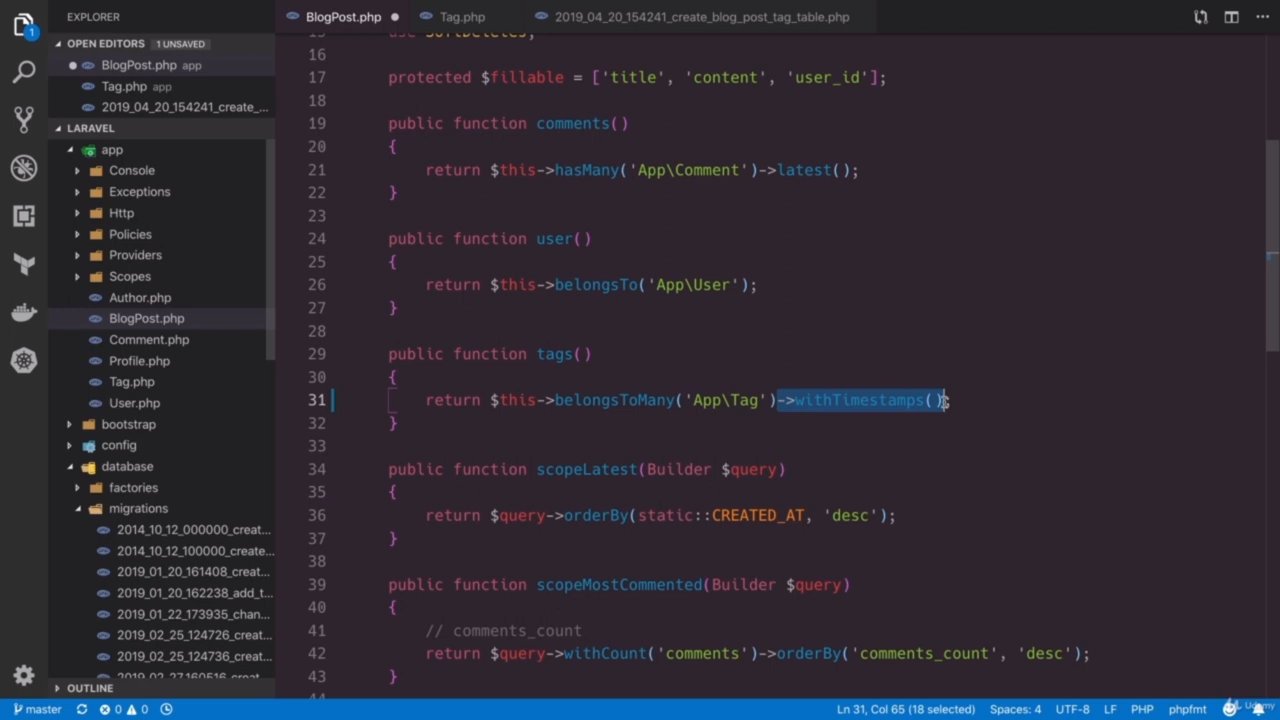 EXPLORER
BlogPost.php
Tag.php
2019_04_20_154241_create_blog_post_tag_table.php
1
OPEN EDITORS 1 UNSAVED
BlogPost.php app
Tag.php app
2019_04_20_154241_create_...
LARAVEL
app
Console
Exceptions
Http
Policies
Providers
Scopes
Author.php
BlogPost.php
Comment.php
Profile.php
Tag.php
User.php
bootstrap
config
database
factories
migrations
2014_10_12_000000_creat...
2014_10_12_100000_create...
2019_01_20_161408_creat...
2019_01_20_162238_add_t...
2019_01_22_173935_chan...
2019_02_25_124726_creat...
2019_02_25_124736_creat...
2019_02_27_160516_creat...
OUTLINE
15 use SoftDeletes;
16
17 protected $fillable = ['title', 'content', 'user_id'];
18
19 public function comments()
20 {
21 return $this->hasMany('App\Comment')->latest();
22 }
23
24 public function user()
25 {
26 return $this->belongsTo('App\User');
27 }
28
29 public function tags()
30 {
31 return $this->belongsToMany('App\Tag')->withTimestamps();
32 }
33
34 public function scopeLatest(Builder $query)
35 {
36 return $query->orderBy(static::CREATED_AT, 'desc');
37 }
38
39 public function scopeMostCommented(Builder $query)
40 {
41 // comments_count
42 return $query->withCount('comments')->orderBy('comments_count', 'desc');
43 }
44
master 0 0
Ln 31, Col 65 (18 selected) Spaces: 4 UTF-8 LF PHP phpfmt
Udemy